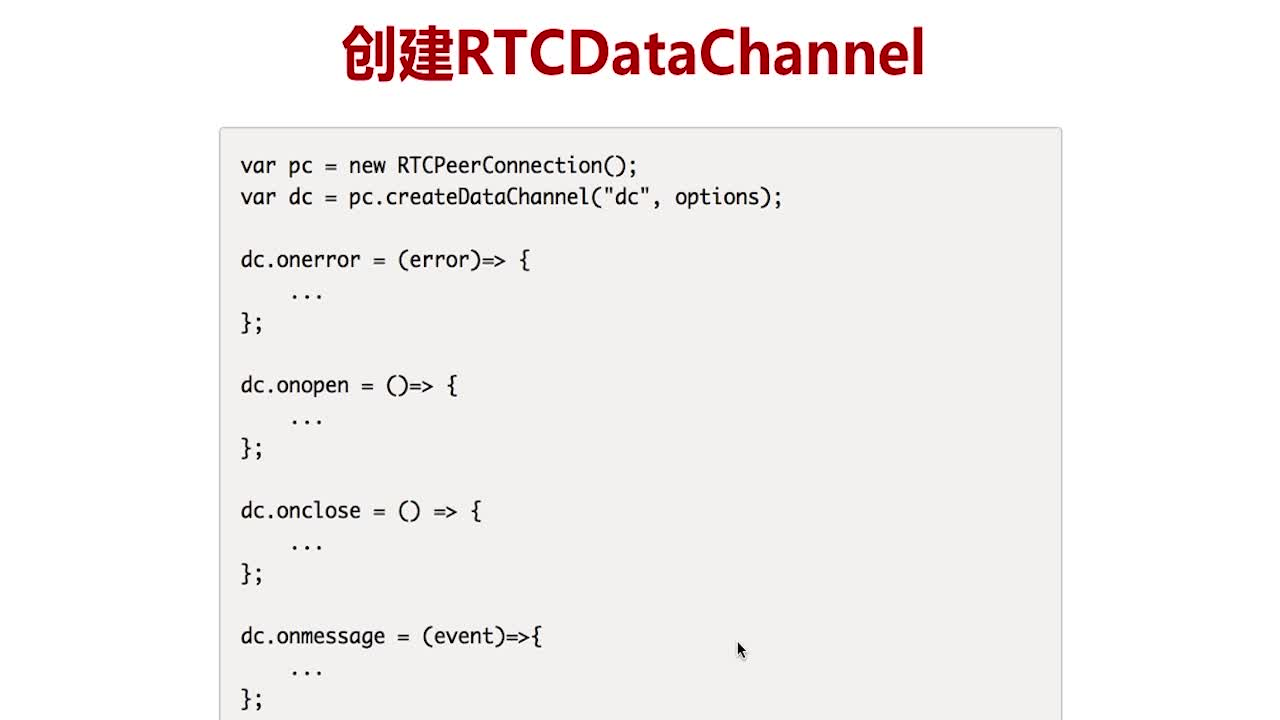 创建RTCDataChannel
var pc = new RTCPeerConnection();
var dc = pc.createDataChannel("dc", options);
dc.onerror = (error)=> {
...
};
dc.onopen = ()=> {
...
};
dc.onclose = () => {
...
};
dc.onmessage = (event)=>{
...
};